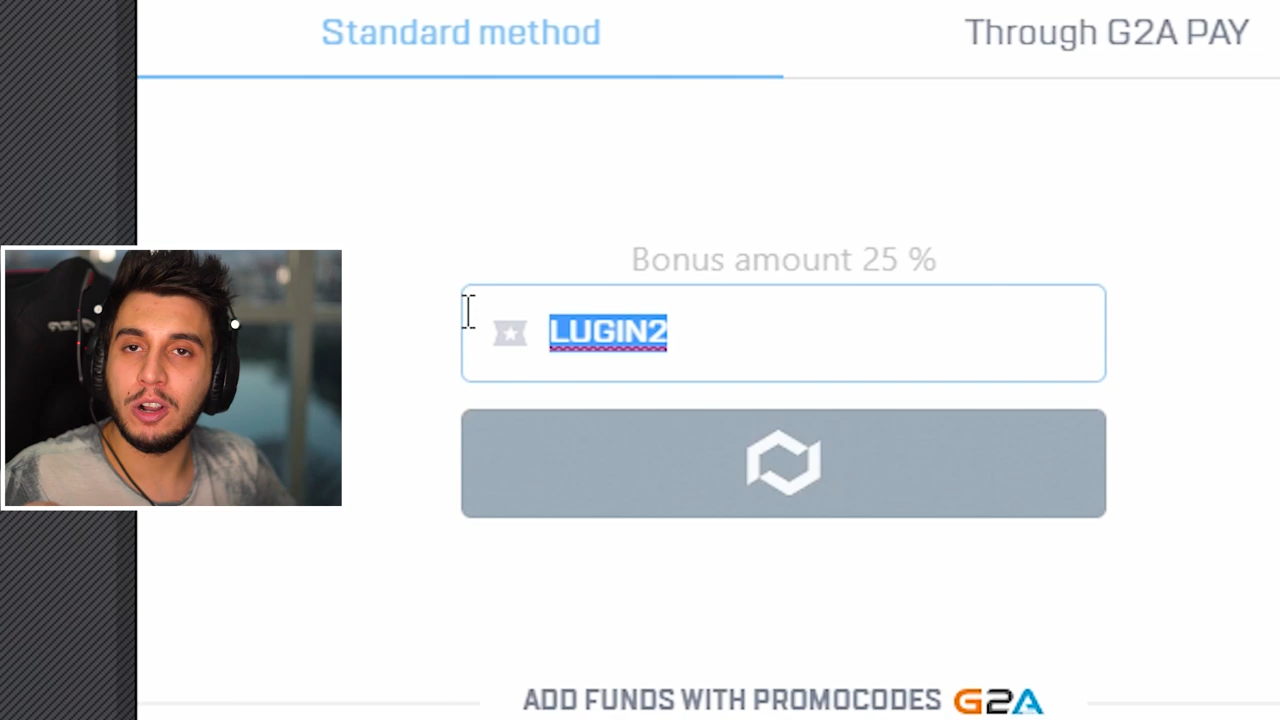 Standard method
Through G2A PAY
Bonus amount 25 %
LUGIN2
ADD FUNDS WITH PROMOCODES G2A